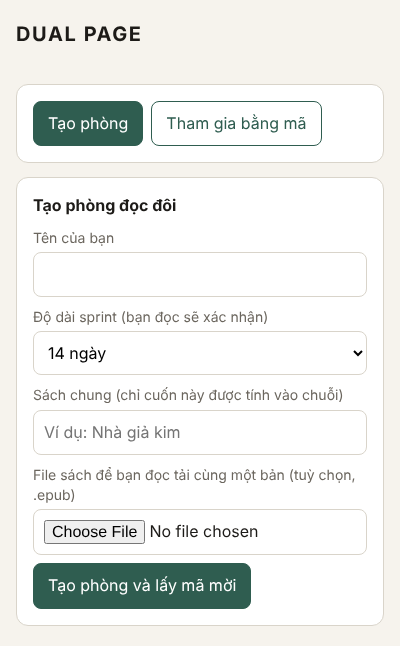 DUAL PAGE
Tạo phòng
Tham gia bằng mã
Tạo phòng đọc đôi
Tên của bạn
Độ dài sprint (bạn đọc sẽ xác nhận)
14 ngày
Sách chung (chỉ cuốn này được tính vào chuỗi)
Ví dụ: Nhà giả kim
File sách để bạn đọc tải cùng một bản (tuỳ chọn,
.epub)
Choose File No file chosen
Tạo phòng và lấy mã mời